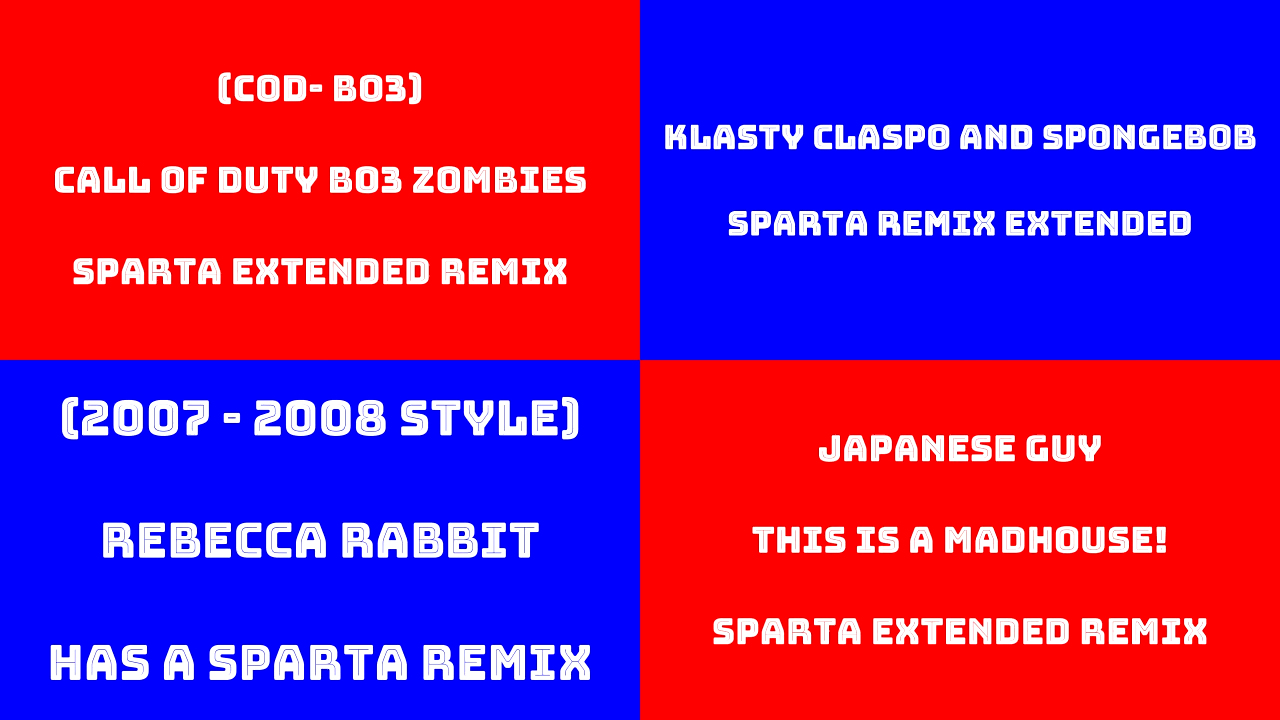 (COD- BO3)
CALL OF DUTY BO3 ZOMBIES
SPARTA EXTENDED REMIX
KLASTY CLASPO AND SPONGEBOB
SPARTA REMIX EXTENDED
(2007 - 2008 STYLE)
REBECCA RABBIT
HAS A SPARTA REMIX
JAPANESE GUY
THIS IS A MADHOUSE!
SPARTA EXTENDED REMIX